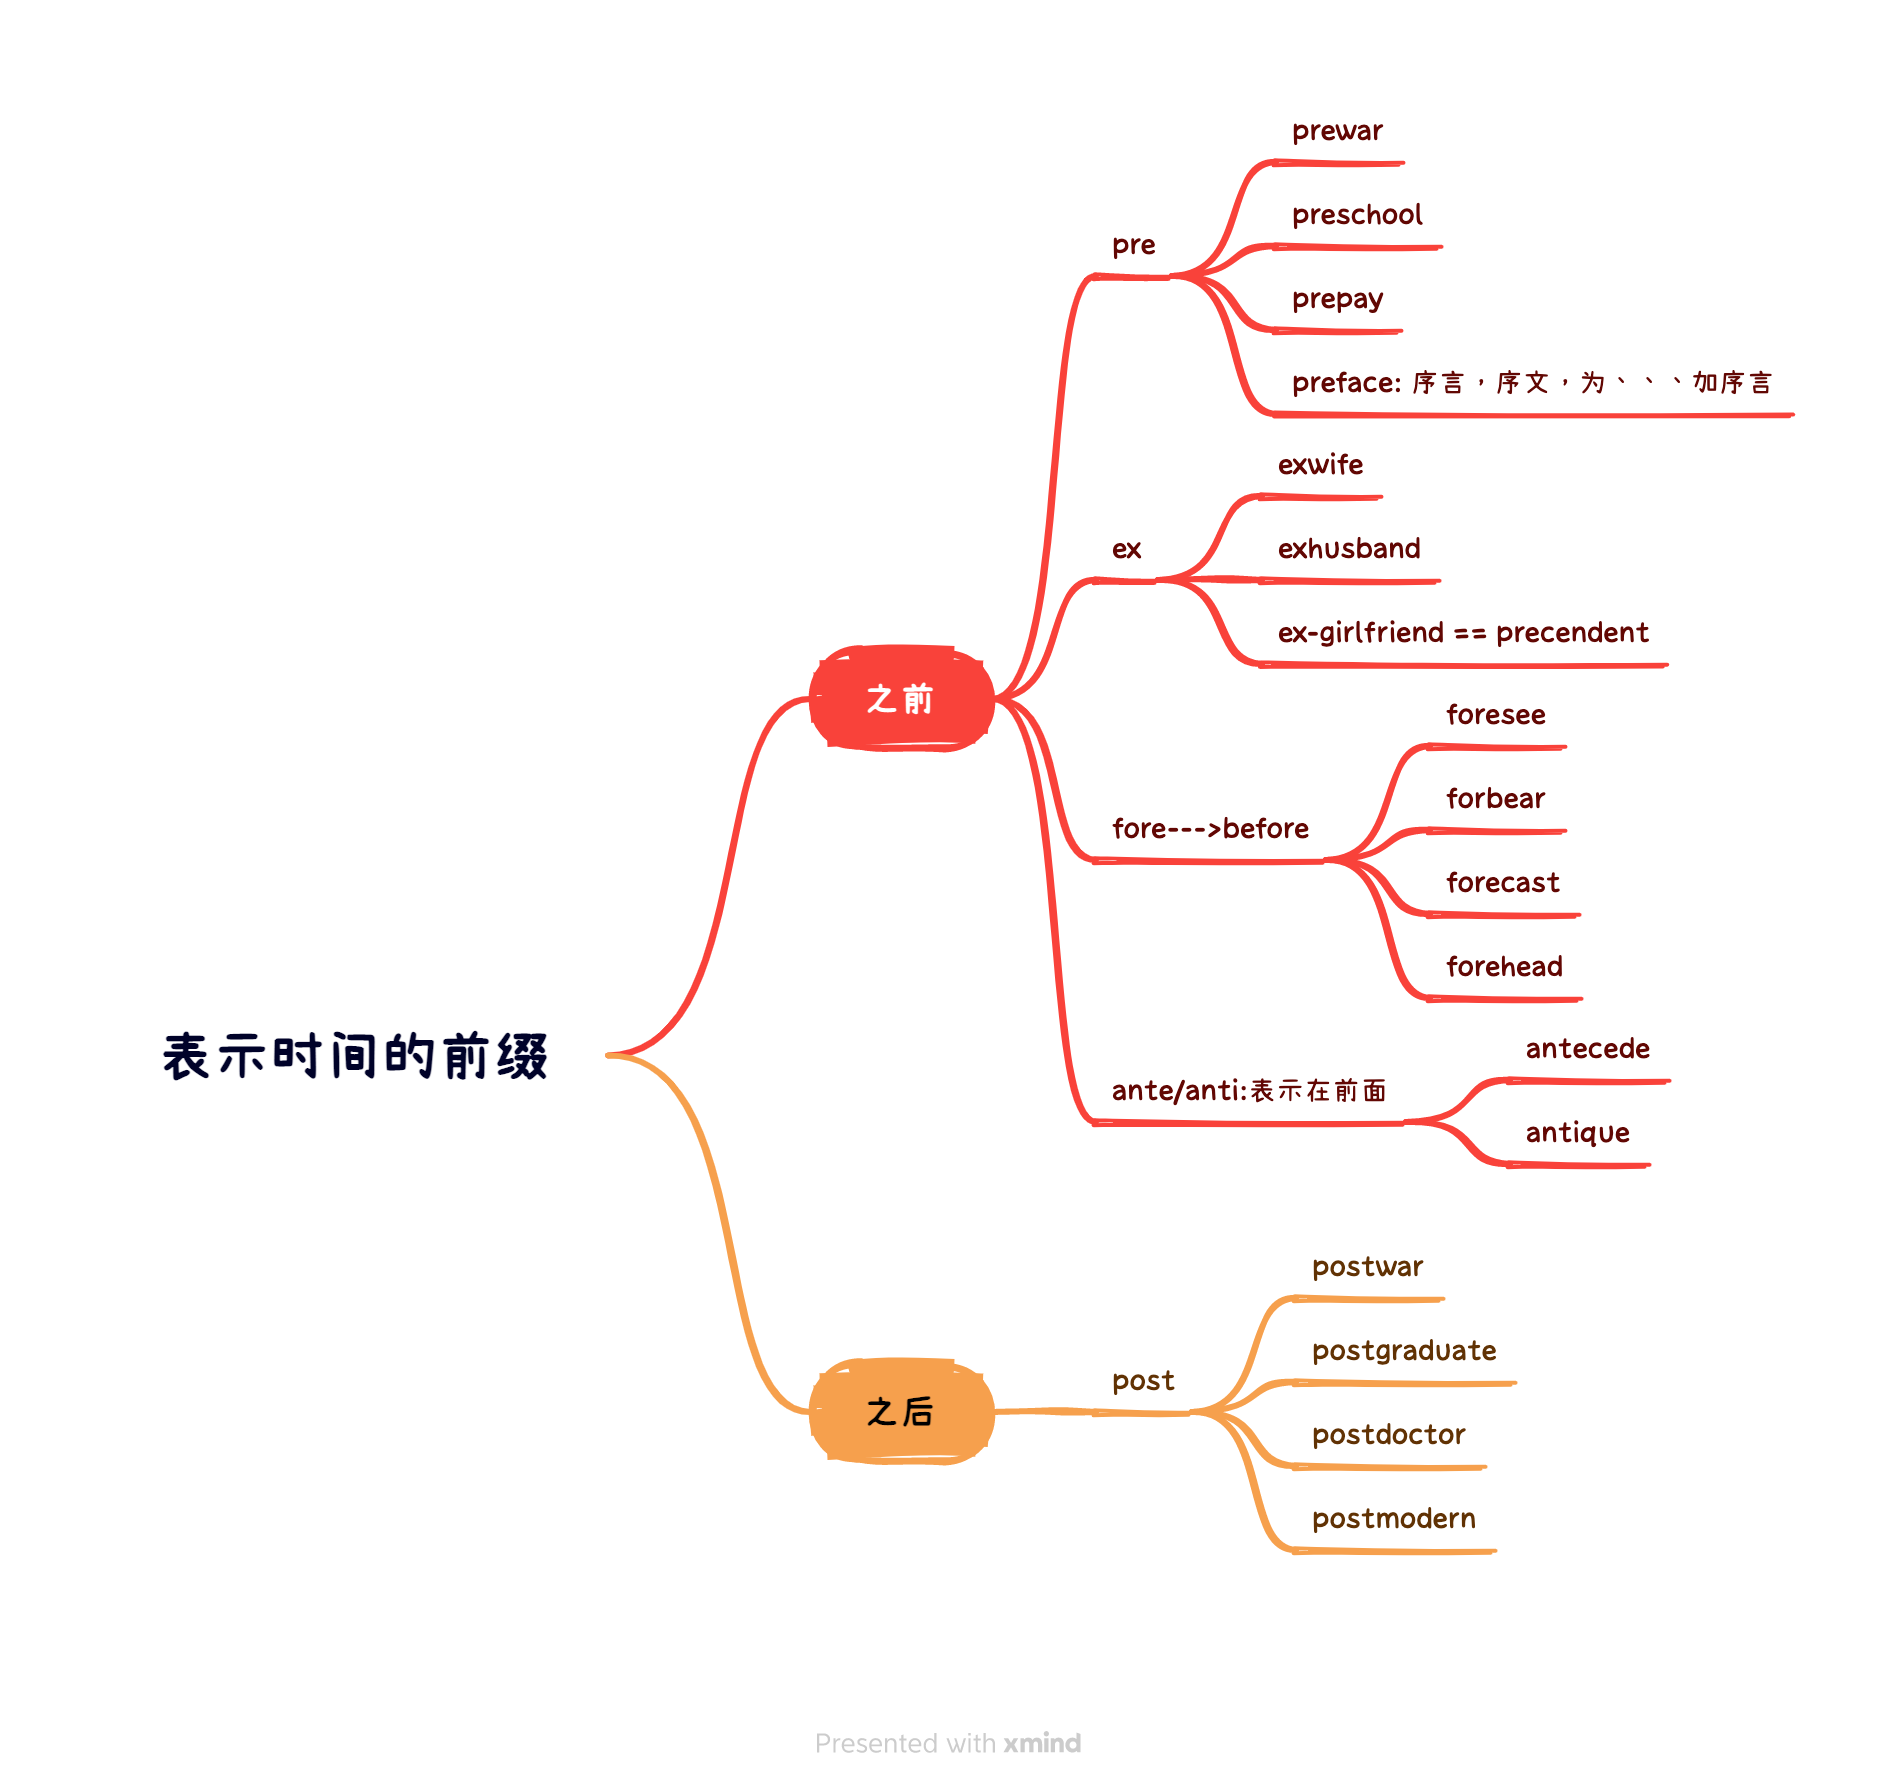 表示时间的前缀
之前
pre
prewar
preschool
prepay
preface: 序言，序文，为、、、加序言
ex
exwife
exhusband
ex-girlfriend == precendent
fore--->before
foresee
forbear
forecast
forehead
ante/anti:表示在前面
antecede
antique
之后
post
postwar
postgraduate
postdoctor
postmodern
Presented with xmind